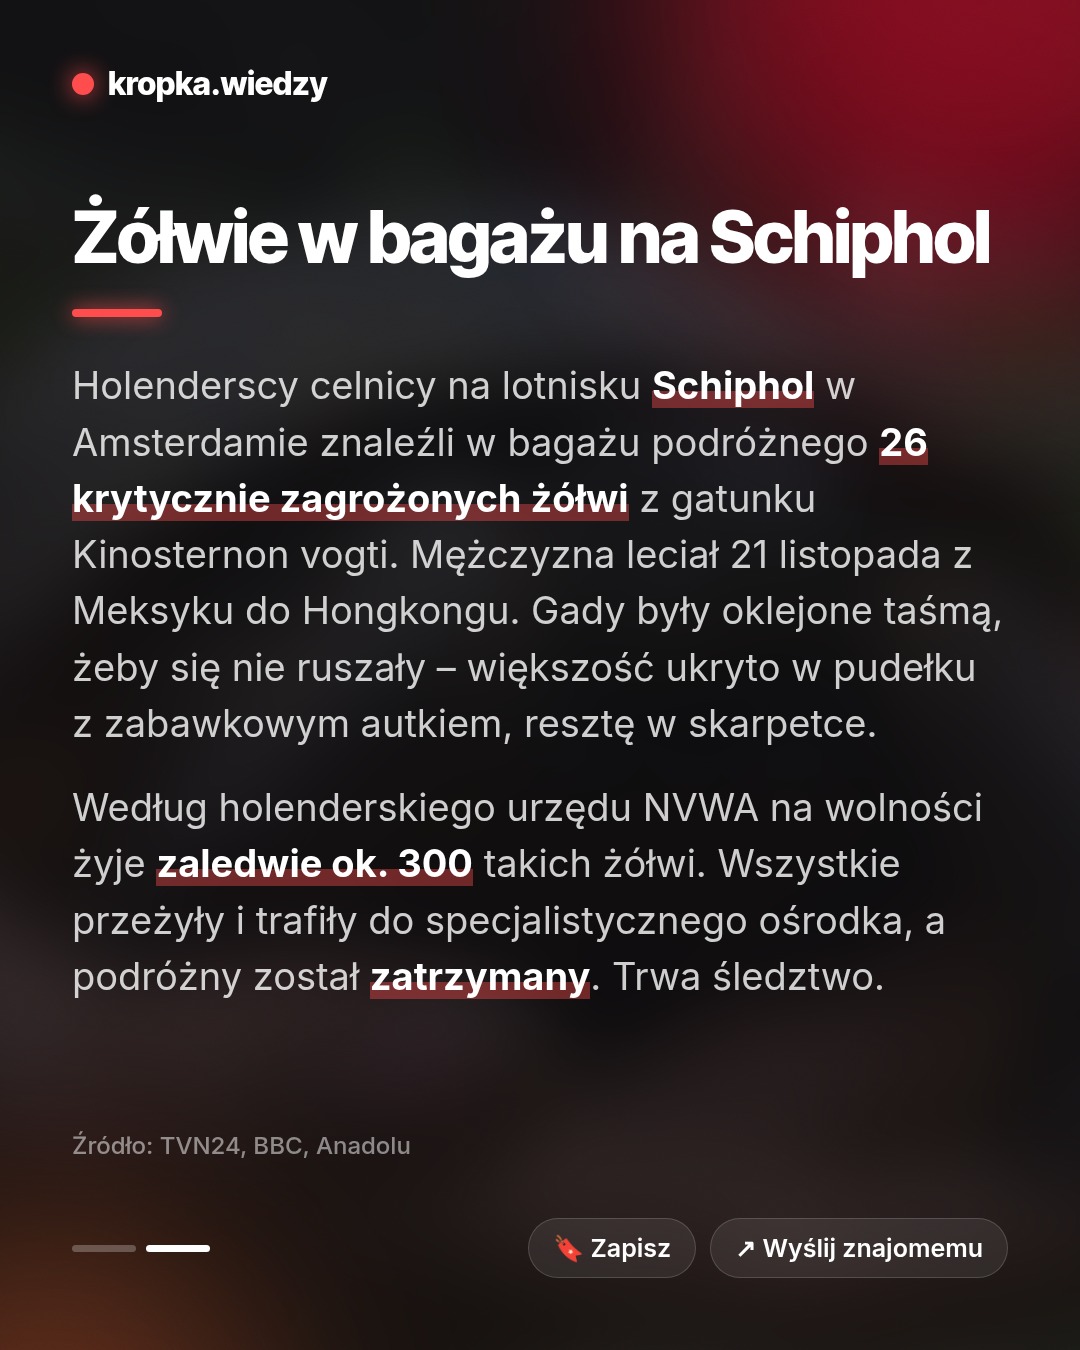 kropka.wiedzy
Żółwie w bagażu na Schiphol
Holenderscy celnicy na lotnisku Schiphol w
Amsterdamie znaleźli w bagażu podróżnego 26
krytycznie zagrożonych żółwi z gatunku
Kinosternon vogti. Mężczyzna leciał 21 listopada z
Meksyku do Hongkongu. Gady były oklejone taśmą,
żeby się nie ruszały – większość ukryto w pudełku
z zabawkowym autkiem, resztę w skarpetce.
Według holenderskiego urzędu NVWA na wolności
żyje zaledwie ok. 300 takich żółwi. Wszystkie
przeżyły i trafiły do specjalistycznego ośrodka, a
podróżny został zatrzymany. Trwa śledztwo.
Źródło: TVN24, BBC, Anadolu
🔖 Zapisz
↗ Wyślij znajomemu